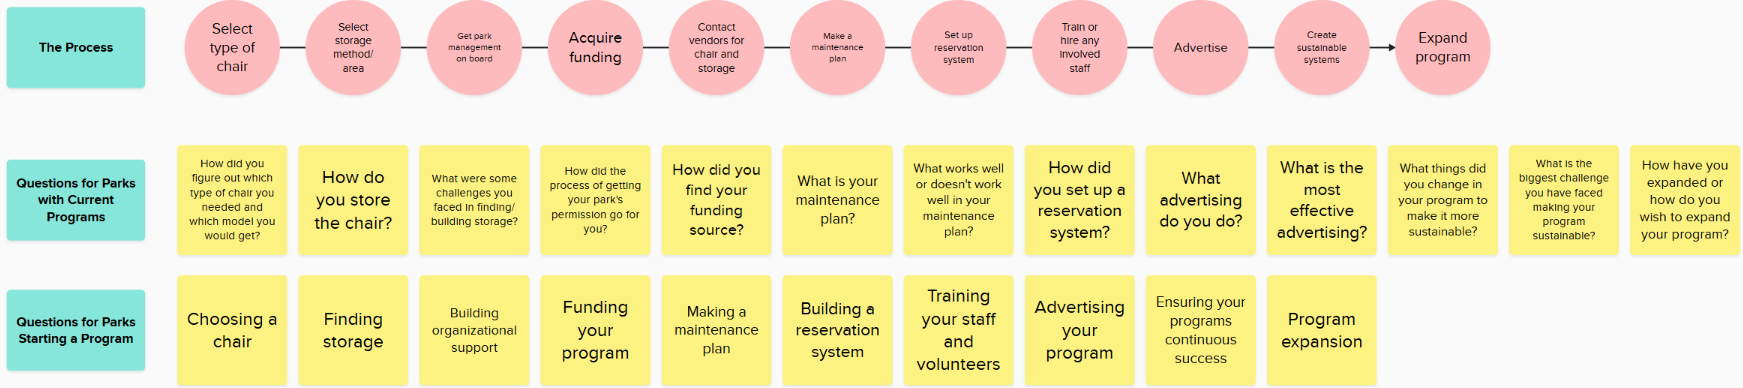 The Process
Select
type of
chair
Select
storage
method/
area
Get park
management
on board
Acquire
funding
Contact
vendors for
chair and
storage
Make a
maintenance
plan
Set up
reservation
system
Train or
hire any
involved
staff
Advertise
Create
sustainable
systems
Expand
program
Questions for Parks
with Current
Programs
How did you
figure out which
type of chair you
needed and
which model you
would get?
How do
you store
the chair?
What were some
challenges you
faced in finding/
building storage?
How did the
process of getting
your park's
permission go for
you?
How did you
find your
funding
source?
What is your
maintenance
plan?
What works well
or doesn't work
well in your
maintenance
plan?
How did
you set up a
reservation
system?
What
advertising
do you do?
What is the
most
effective
advertising?
What things did
you change in
your program to
make it more
sustainable?
What is the
biggest challenge
you have faced
making your
program
sustainable?
How have you
expanded or
how do you
wish to expand
your program?
Questions for Parks
Starting a Program
Choosing a
chair
Finding
storage
Building
organizational
support
Funding
your
program
Making a
maintenance
plan
Building a
reservation
system
Training
your staff
and
volunteers
Advertising
your
program
Ensuring your
programs
continuous
success
Program
expansion